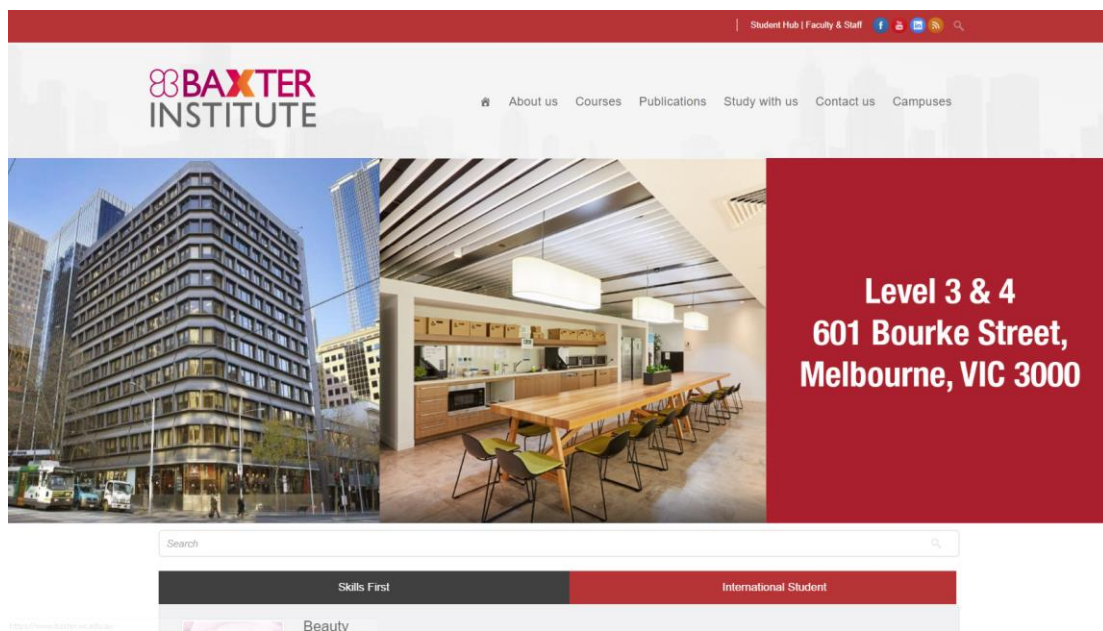 Student Hub | Faculty & Staff
BAXTER
INSTITUTE
About us Courses Publications Study with us Contact us Campuses
Level 3 & 4
601 Bourke Street,
Melbourne, VIC 3000
Search
Skills First International Student
Beauty